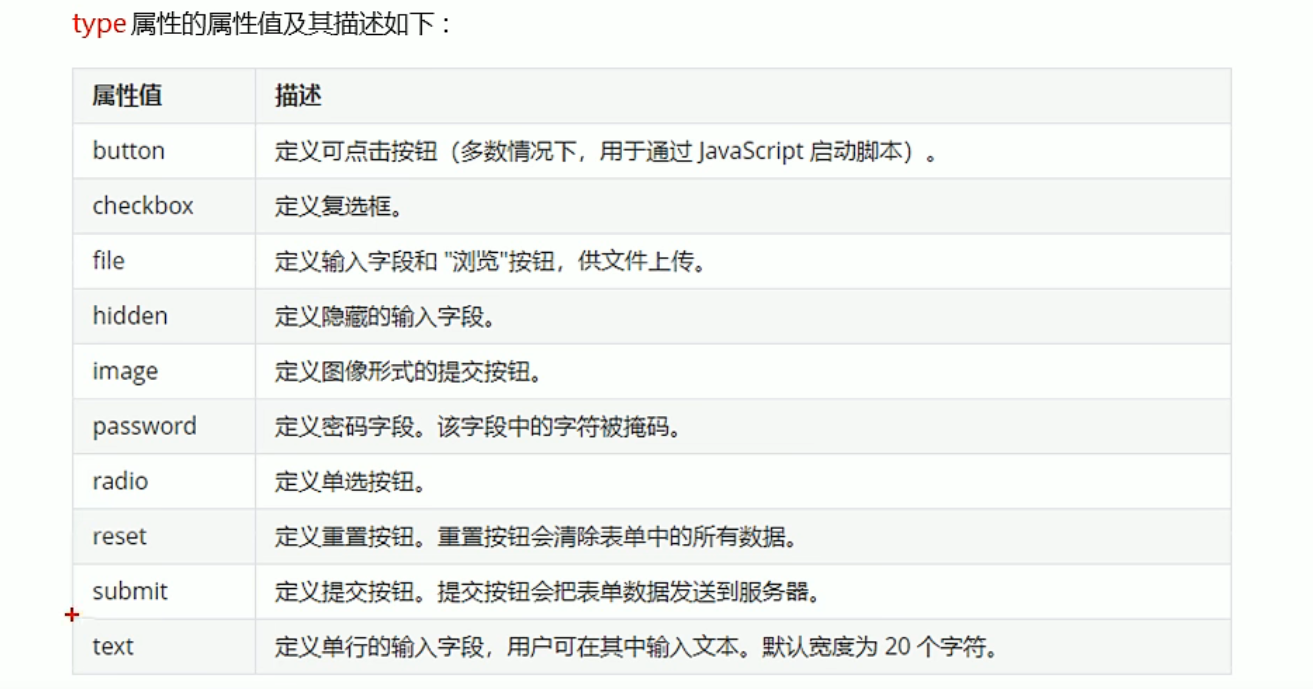 type 属性的属性值及其描述如下：
属性值 描述
button 定义可点击按钮（多数情况下，用于通过 JavaScript 启动脚本）。
checkbox 定义复选框。
file 定义输入字段和 "浏览"按钮，供文件上传。
hidden 定义隐藏的输入字段。
image 定义图像形式的提交按钮。
password 定义密码字段。该字段中的字符被掩码。
radio 定义单选按钮。
reset 定义重置按钮。重置按钮会清除表单中的所有数据。
submit 定义提交按钮。提交按钮会把表单数据发送到服务器。
text 定义单行的输入字段，用户可在其中输入文本。默认宽度为 20 个字符。